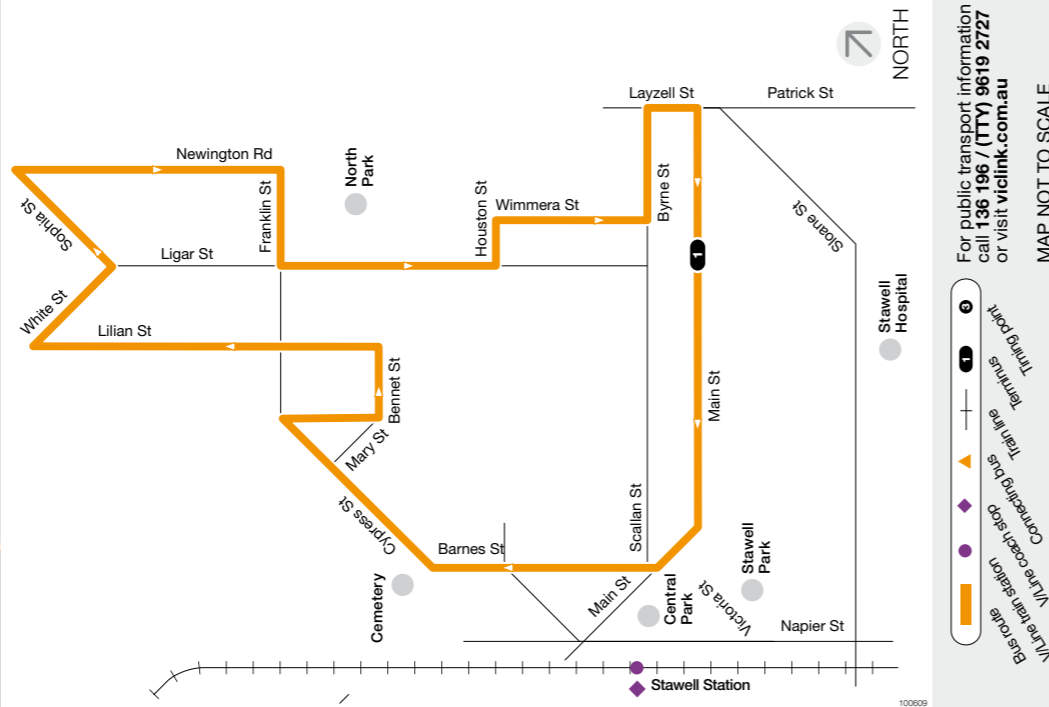 NORTH
Layzell St
Patrick St
Newington Rd
North
Park
Franklin St
Houston St
Wimmera St
Byrne St
Sophia St
Ligar St
Sloane St
1
White St
Lilian St
Stawell
Hospital
Bennet St
Main St
Mary St
Cypress St
Scallan St
Barnes St
Cemetery
Main St
Central
Park
Victoria St
Stawell
Park
Napier St
Stawell Station
100609
For public transport information
call 136 196 / (TTY) 9619 2727
or visit viclink.com.au
MAP NOT TO SCALE
1
3
Bus route
V/Line train station
V/Line coach stop
Connecting bus
Train line
Terminus
Timing point